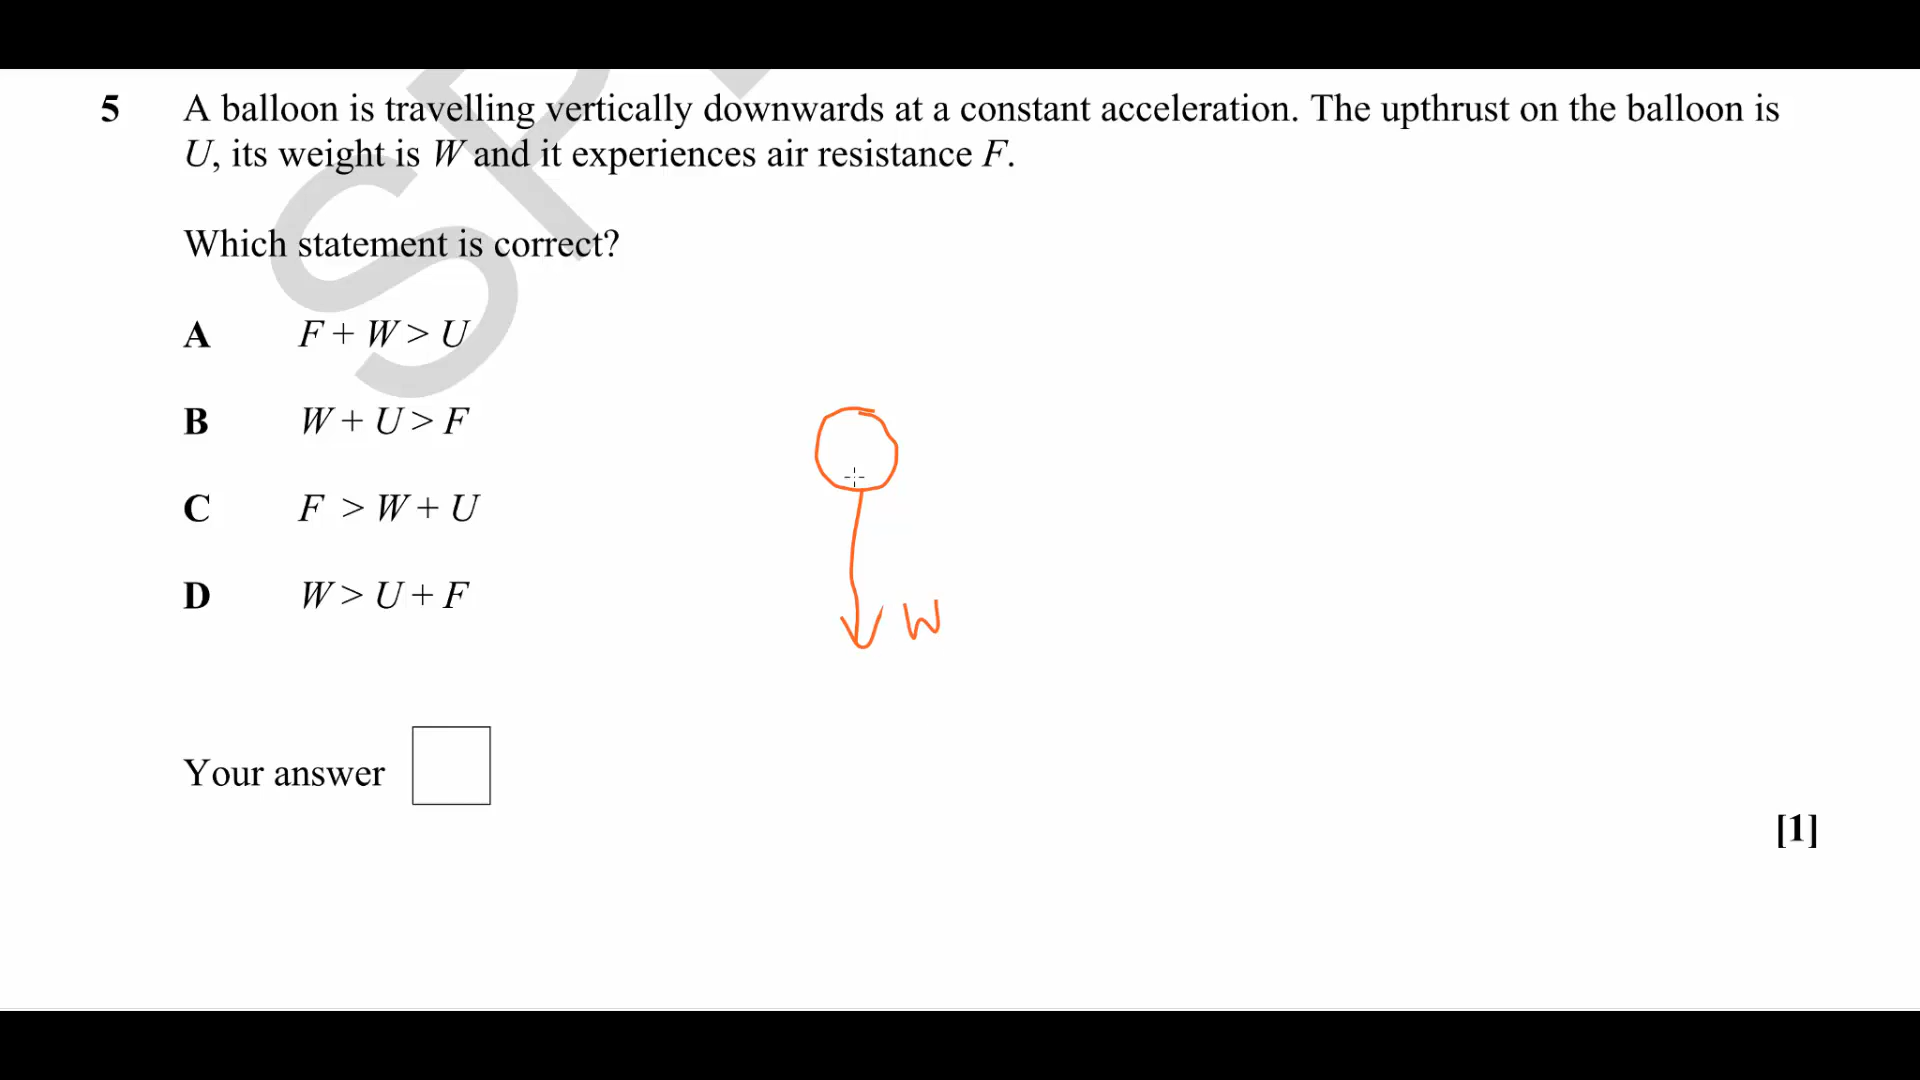 5 A balloon is travelling vertically downwards at a constant acceleration. The upthrust on the balloon is
U, its weight is W and it experiences air resistance F.
Which statement is correct?
A F + W > U
B W + U > F
C F > W + U
D W > U + F
W
Your answer
[1]